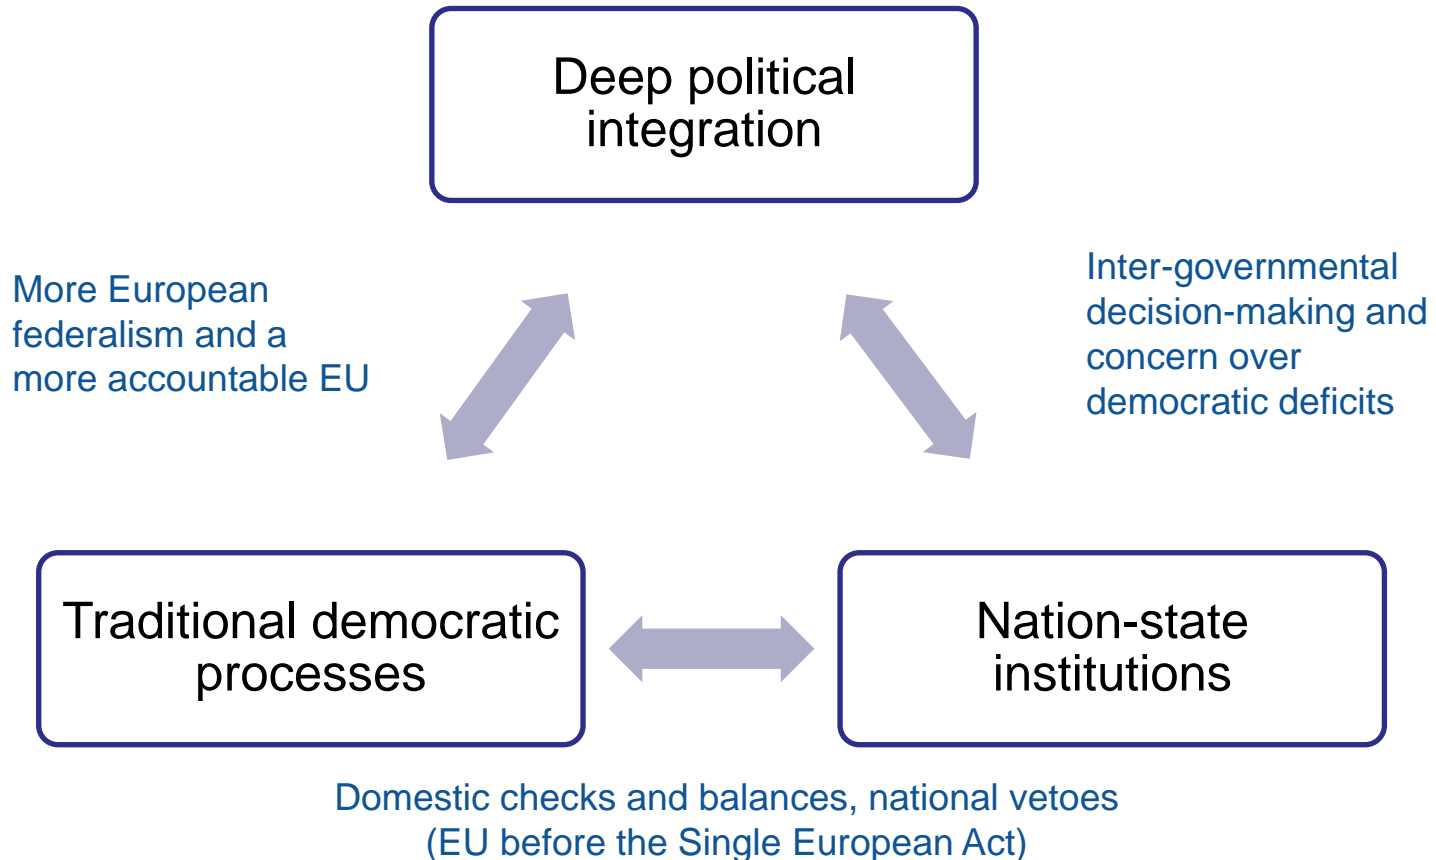 Deep political
integration
More European
federalism and a
more accountable EU
Inter-governmental
decision-making and
concern over
democratic deficits
Traditional democratic
processes
Nation-state
institutions
Domestic checks and balances, national vetoes
(EU before the Single European Act)